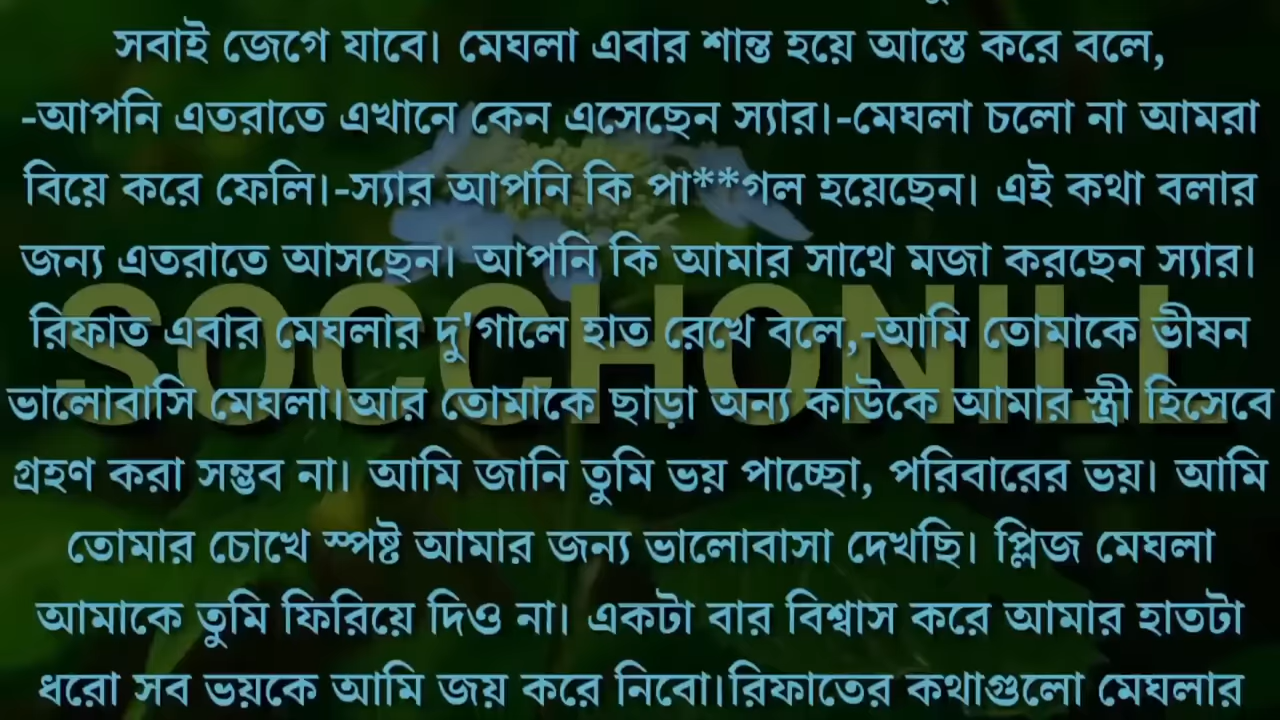 সবাই জেগে যাবে। মেঘলা এবার শান্ত হয়ে আস্তে করে বলে,
-আপনি এতরাতে এখানে কেন এসেছেন স্যার।-মেঘলা চলো না আমরা
বিয়ে করে ফেলি।-স্যার আপনি কি পা**গল হয়েছেন। এই কথা বলার
জন্য এতরাতে আসছেন। আপনি কি আমার সাথে মজা করছেন স্যার।
রিফাত এবার মেঘলার দু'গালে হাত রেখে বলে,-আমি তোমাকে ভীষন
SOCCHONILL
ভালোবাসি মেঘলা।আর তোমাকে ছাড়া অন্য কাউকে আমার স্ত্রী হিসেবে
গ্রহণ করা সম্ভব না। আমি জানি তুমি ভয় পাচ্ছো, পরিবারের ভয়। আমি
তোমার চোখে স্পষ্ট আমার জন্য ভালোবাসা দেখছি। প্লিজ মেঘলা
আমাকে তুমি ফিরিয়ে দিও না। একটা বার বিশ্বাস করে আমার হাতটা
ধরো সব ভয়কে আমি জয় করে নিবো।রিফাতের কথাগুলো মেঘলার